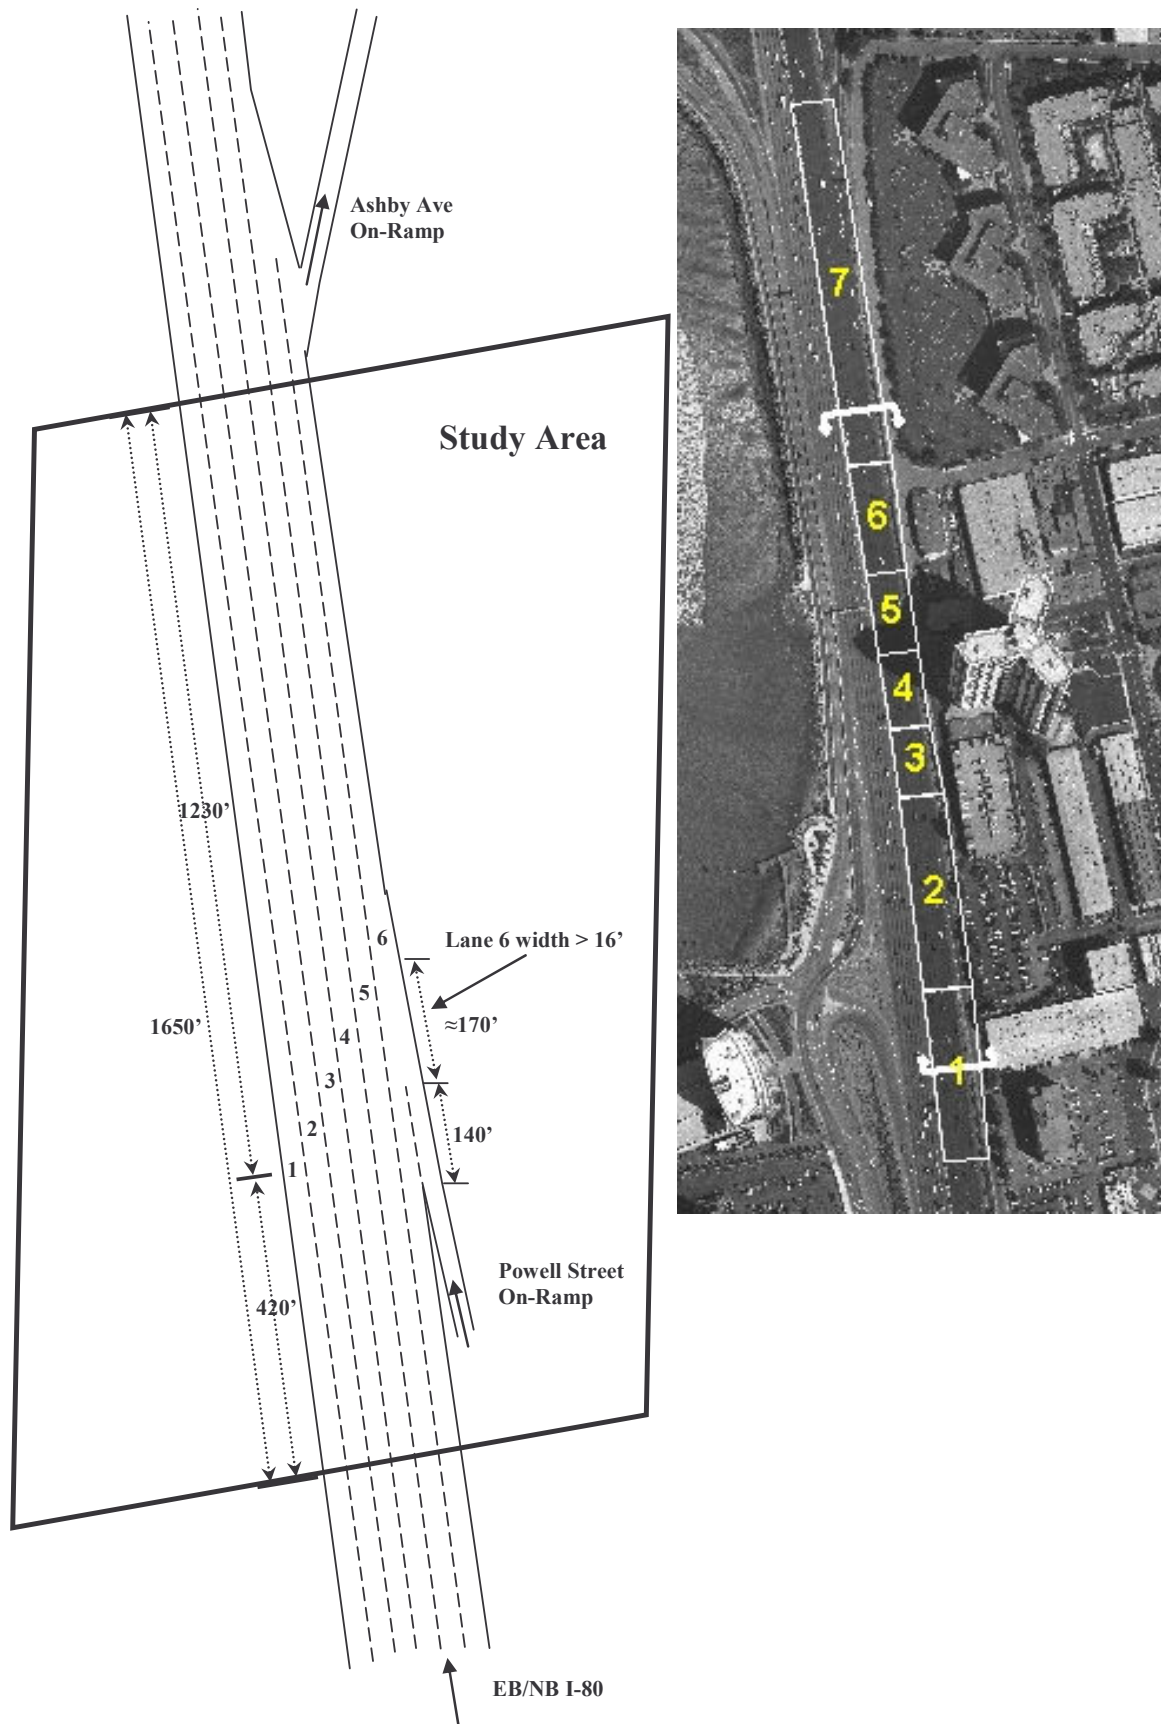 Ashby Ave
On-Ramp
Study Area
1230’
6
Lane 6 width > 16’
5
1650’
4
≈170’
3
2
140’
1
Powell Street
On-Ramp
420’
EB/NB I-80
7
6
5
4
3
2
1